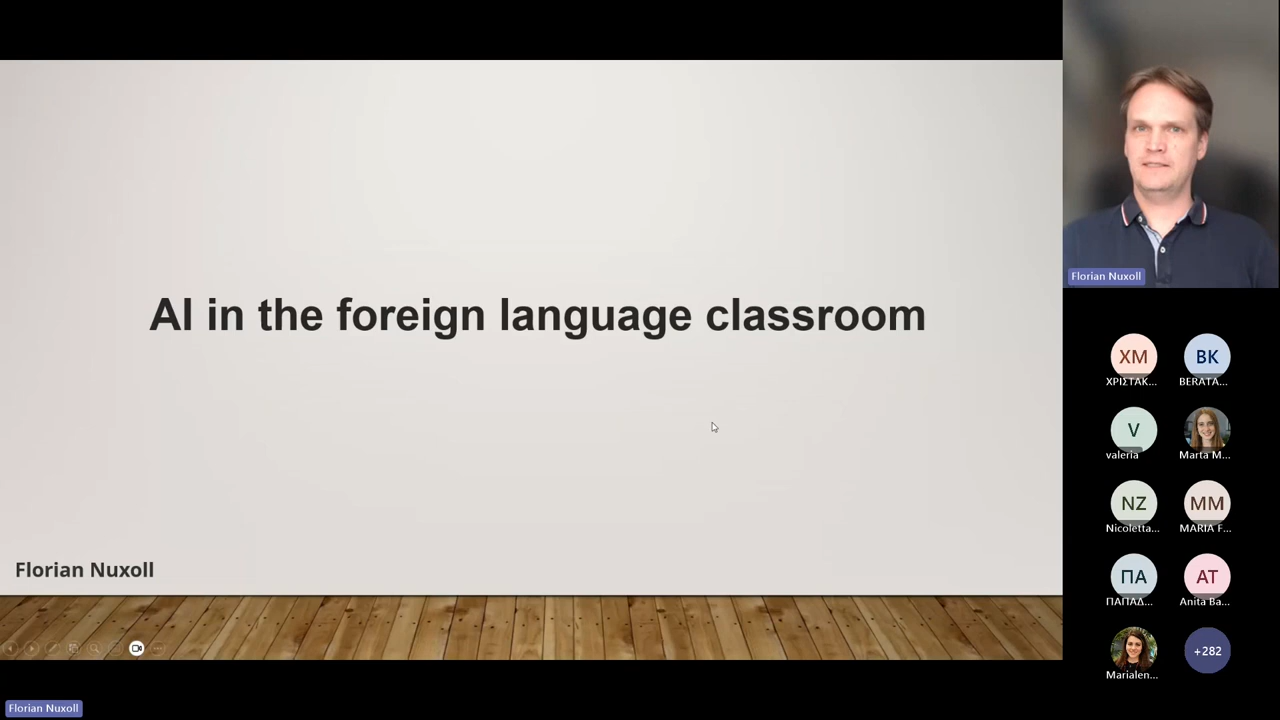 AI in the foreign language classroom
Florian Nuxoll
Florian Nuxoll
Florian Nuxoll
ΧΜ
ΧΡΙΣΤΑΚ...
BK
BERATA...
V
valeria
Marta M...
NZ
Nicoletta...
MM
MARIA F...
ΠΑ
ΠΑΠΑΔ...
AT
Anita Ba...
Marialen...
+282